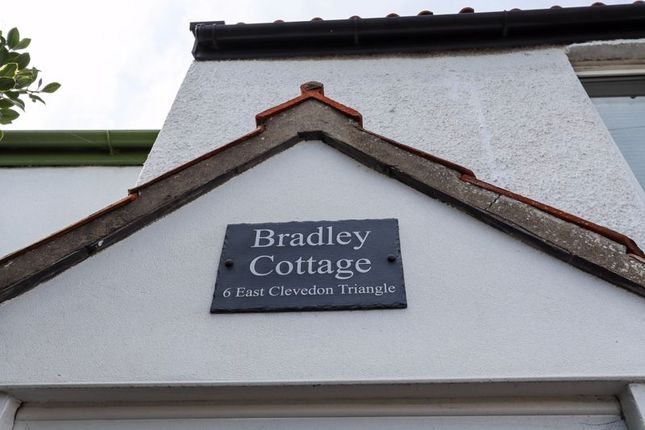 Bradley
Cottage
6 East Clevedon Triangle